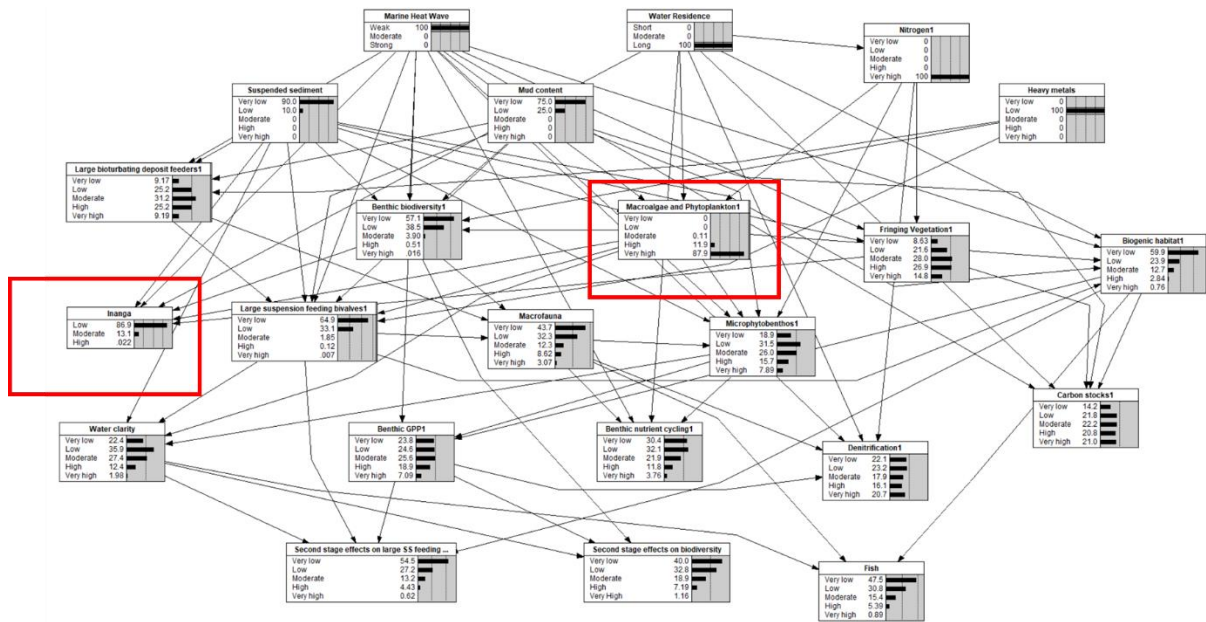 Marine Heat Wave
Weak 100
Moderate 0
Strong 0
Water Residence
Short 0
Moderate 0
Long 100
Nitrogen1
Very low 0
Low 0
Moderate 0
High 0
Very high 100
Suspended sediment
Very low 90.0
Low 10.0
Moderate 0
High 0
Very high 0
Mud content
Very low 75.0
Low 25.0
Moderate 0
High 0
Very high 0
Heavy metals
Very low 0
Low 100
Moderate 0
High 0
Very high 0
Large bioturbating deposit feeders1
Very low 9.17
Low 25.2
Moderate 31.2
High 25.2
Very high 9.19
Benthic biodiversity1
Very low 57.1
Low 38.5
Moderate 3.90
High 0.51
Very high .016
Macroalgae and Phytoplankton1
Very low 0
Low 0
Moderate 0.11
High 11.9
Very high 87.9
Fringing Vegetation1
Very low 8.63
Low 21.6
Moderate 28.0
High 26.9
Very high 14.8
Biogenic habitat1
Very low 59.9
Low 23.9
Moderate 12.7
High 2.84
Very high 0.76
Inanga
Low 86.9
Moderate 13.1
High .022
Large suspension feeding bivalves1
Very low 64.9
Low 33.1
Moderate 1.85
High 0.12
Very high .007
Macrofauna
Very low 43.7
Low 32.3
Moderate 12.3
High 8.62
Very high 3.07
Microphytobenthos1
Very low 18.9
Low 31.5
Moderate 26.0
High 15.7
Very high 7.89
Carbon stocks1
Very low 14.2
Low 21.8
Moderate 22.2
High 20.8
Very high 21.0
Water clarity
Very low 22.4
Low 35.9
Moderate 27.4
High 12.4
Very high 1.98
Benthic GPP1
Very low 23.8
Low 24.6
Moderate 25.6
High 18.9
Very high 7.09
Benthic nutrient cycling1
Very low 30.4
Low 32.1
Moderate 21.9
High 11.8
Very high 3.76
Denitrification1
Very low 22.1
Low 23.2
Moderate 17.9
High 16.1
Very high 20.7
Second stage effects on large SS feeding ...
Very low 54.5
Low 27.2
Moderate 13.2
High 4.43
Very high 0.62
Second stage effects on biodiversity
Very low 40.0
Low 32.8
Moderate 18.9
High 7.19
Very High 1.16
Fish
Very low 47.5
Low 30.8
Moderate 15.4
High 5.39
Very high 0.89